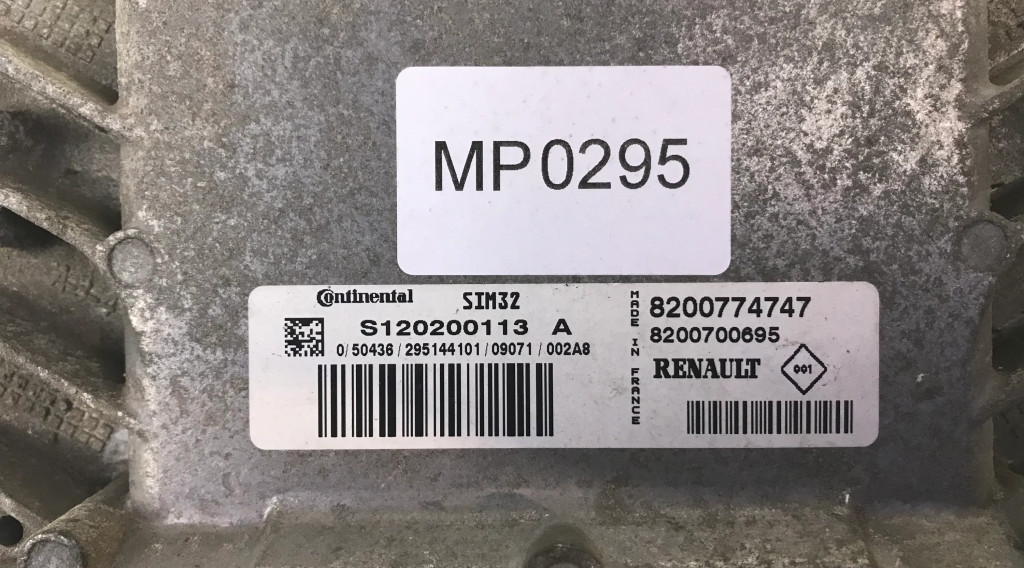 MP0295
Continental SIM32
S120200113 A
0/50436/295144101/09071/002A8
MADE IN FRANCE
8200774747
8200700695
RENAULT 001